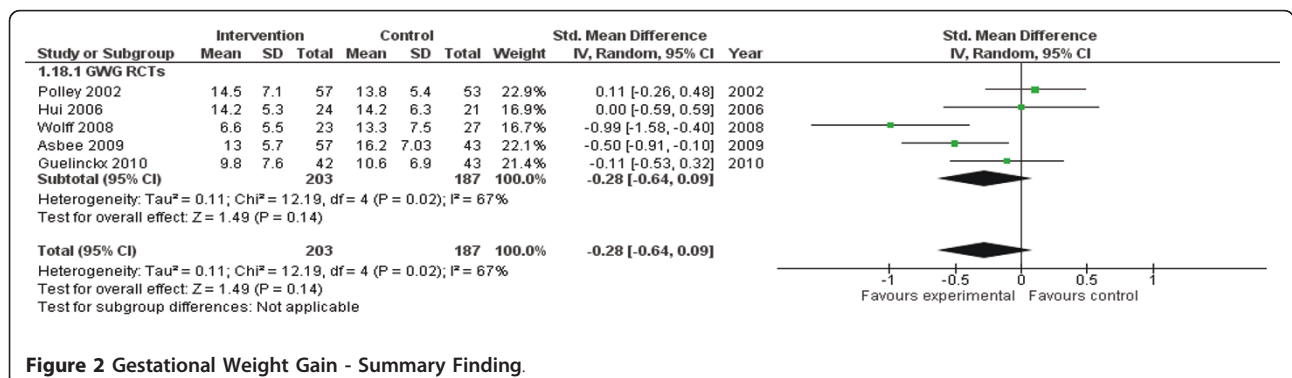 Intervention Control Std. Mean Difference Std. Mean Difference
Study or Subgroup Mean SD Total Mean SD Total Weight IV, Random, 95% CI Year IV, Random, 95% CI
1.18.1 GWG RCTs
Polley 2002 14.5 7.1 57 13.8 5.4 53 22.9% 0.11 [-0.26, 0.48] 2002
Hui 2006 14.2 5.3 24 14.2 6.3 21 16.9% 0.00 [-0.59, 0.59] 2006
Wolff 2008 6.6 5.5 23 13.3 7.5 27 16.7% -0.99 [-1.58, -0.40] 2008
Asbee 2009 13 5.7 57 16.2 7.03 43 22.1% -0.50 [-0.91, -0.10] 2009
Guelinckx 2010 9.8 7.6 42 10.6 6.9 43 21.4% -0.11 [-0.53, 0.32] 2010
Subtotal (95% CI) 203 187 100.0% -0.28 [-0.64, 0.09]
Heterogeneity: Tau² = 0.11; Chi² = 12.19, df = 4 (P = 0.02); I² = 67%
Test for overall effect: Z = 1.49 (P = 0.14)
Total (95% CI) 203 187 100.0% -0.28 [-0.64, 0.09]
Heterogeneity: Tau² = 0.11; Chi² = 12.19, df = 4 (P = 0.02); I² = 67%
Test for overall effect: Z = 1.49 (P = 0.14)
Test for subgroup differences: Not applicable
-1 -0.5 0 0.5 1
Favours experimental Favours control
Figure 2 Gestational Weight Gain - Summary Finding.